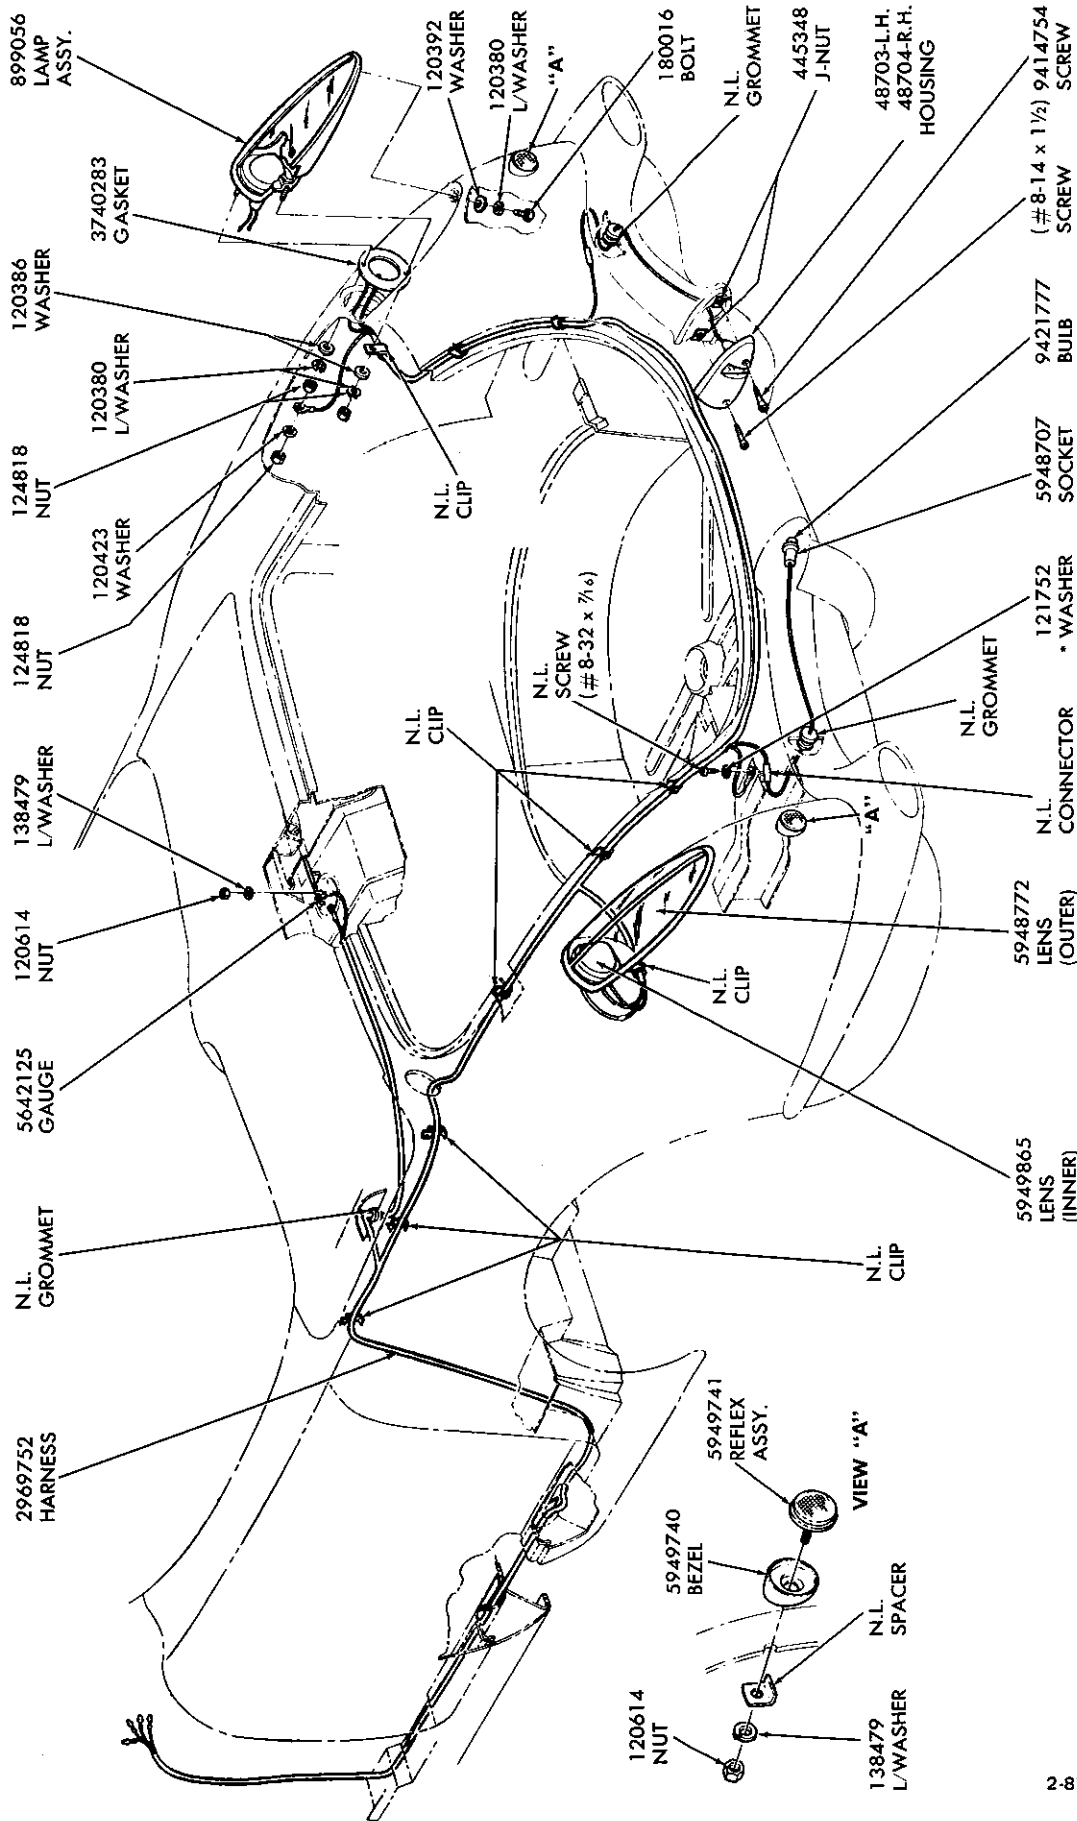 2969752
HARNESS
N.L.
GROMMET
5642125
GAUGE
120614
NUT
138479
L/WASHER
124818
NUT
120423
WASHER
124818
NUT
120380
L/WASHER
120386
WASHER
3740283
GASKET
899056
LAMP
ASSY.
120392
WASHER
120380
L/WASHER
"A"
180016
BOLT
N.L.
GROMMET
445348
J-NUT
48703-L.H.
48704-R.H.
HOUSING
N.L.
CLIP
N.L.
CLIP
N.L.
SCREW
(#8-32 x 7/16)
N.L.
CLIP
N.L.
GROMMET
"A"
N.L.
CLIP
5949741
REFLEX
ASSY.
5949740
BEZEL
VIEW "A"
120614
NUT
N.L.
SPACER
138479
L/WASHER
5949865
LENS
(INNER)
5948772
LENS
(OUTER)
N.L.
CONNECTOR
121752
* WASHER
5948707
SOCKET
9421777
BULB
(#8-14 x 1 1/2)
SCREW
9414754
SCREW
2-8